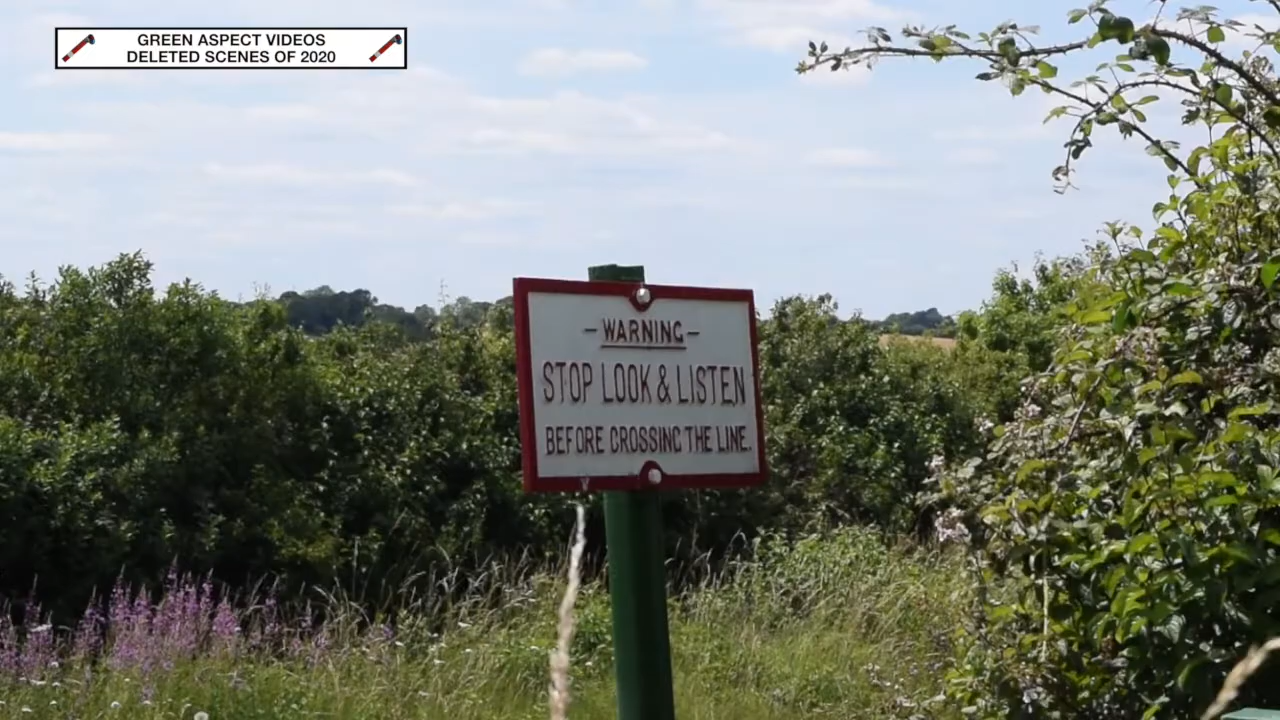 GREEN ASPECT VIDEOS
DELETED SCENES OF 2020
- WARNING -
STOP LOOK & LISTEN
BEFORE CROSSING THE LINE.